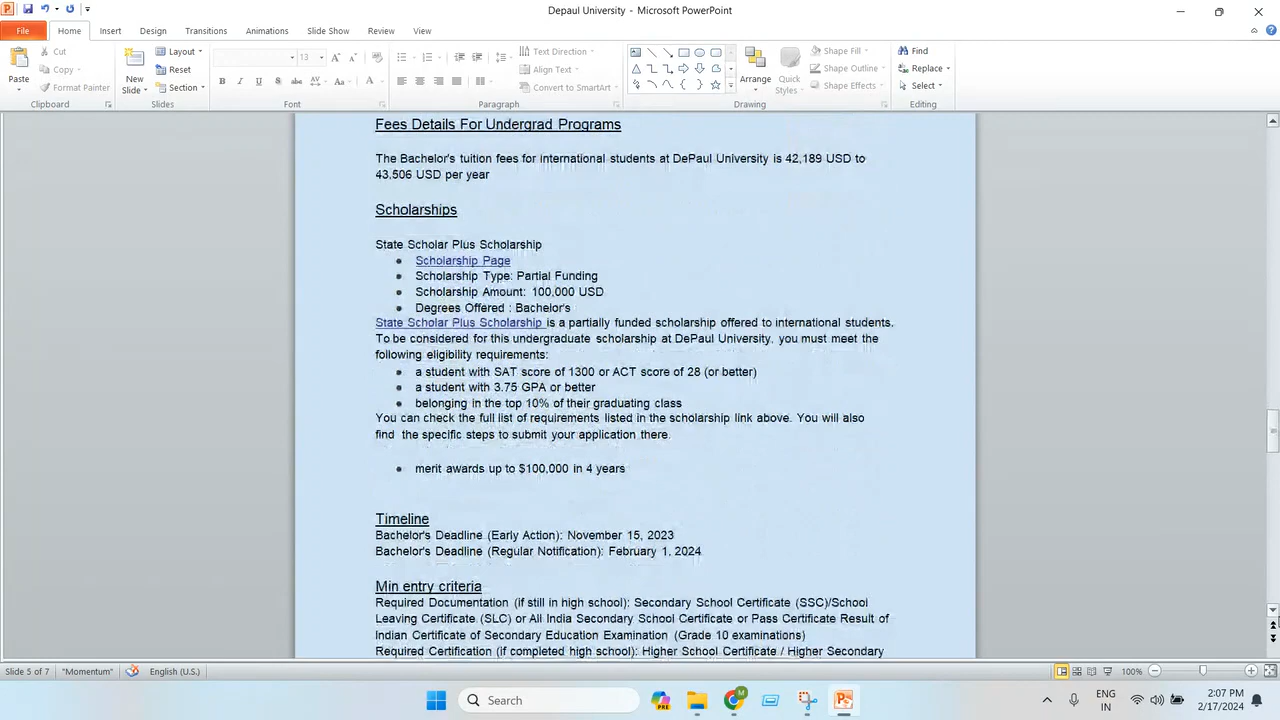 Depaul University - Microsoft PowerPoint
File Home Insert Design Transitions Animations Slide Show Review View
Paste
Cut
Copy
Format Painter
Clipboard
New
Slide
Layout
Reset
Section
Slides
13
Font
Text Direction
Align Text
Convert to SmartArt
Paragraph
Arrange
Quick
Styles
Shape Fill
Shape Outline
Shape Effects
Drawing
Find
Replace
Select
Editing
Fees Details For Undergrad Programs
The Bachelor's tuition fees for international students at DePaul University is 42,189 USD to
43,506 USD per year
Scholarships
State Scholar Plus Scholarship
• Scholarship Page
• Scholarship Type: Partial Funding
• Scholarship Amount: 100,000 USD
• Degrees Offered : Bachelor's
State Scholar Plus Scholarship is a partially funded scholarship offered to international students.
To be considered for this undergraduate scholarship at DePaul University, you must meet the
following eligibility requirements:
• a student with SAT score of 1300 or ACT score of 28 (or better)
• a student with 3.75 GPA or better
• belonging in the top 10% of their graduating class
You can check the full list of requirements listed in the scholarship link above. You will also
find the specific steps to submit your application there.
• merit awards up to $100,000 in 4 years
Timeline
Bachelor's Deadline (Early Action): November 15, 2023
Bachelor's Deadline (Regular Notification): February 1, 2024
Min entry criteria
Required Documentation (if still in high school): Secondary School Certificate (SSC)/School
Leaving Certificate (SLC) or All India Secondary School Certificate or Pass Certificate Result of
Indian Certificate of Secondary Education Examination (Grade 10 examinations)
Required Certification (if completed high school): Higher School Certificate / Higher Secondary
Slide 5 of 7 "Momentum" English (U.S.) 100%
Search
ENG
IN
2:07 PM
2/17/2024